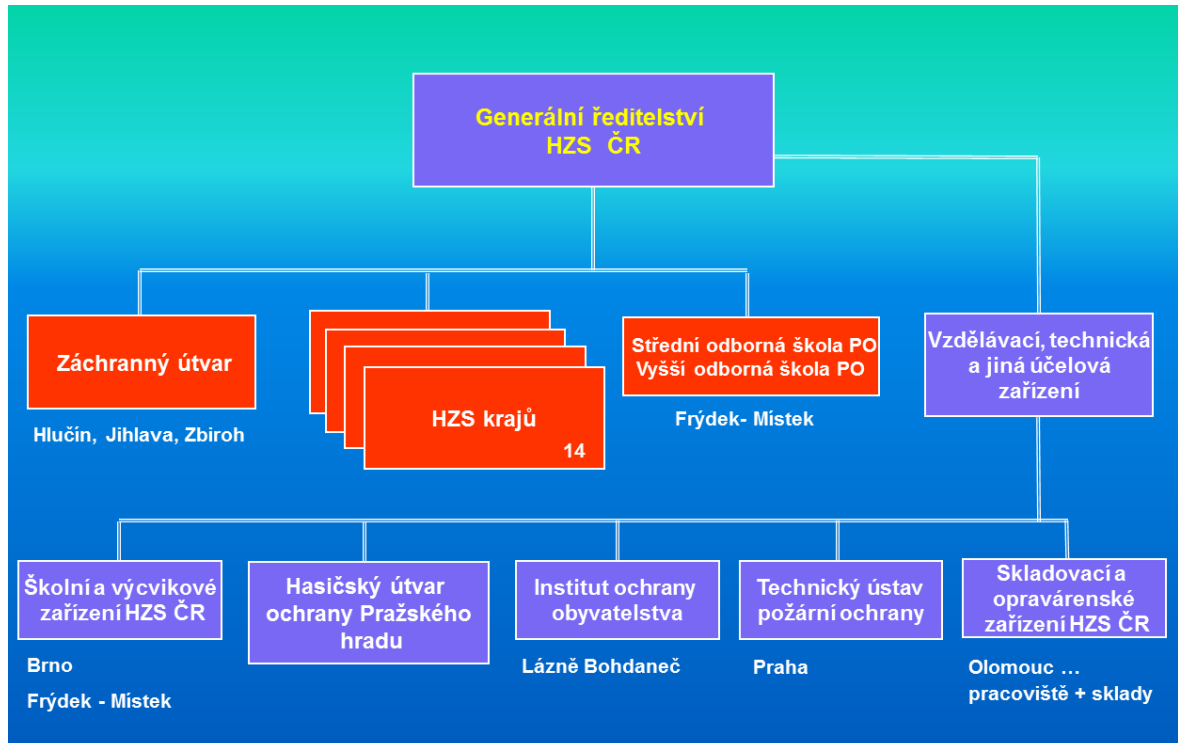 Generální ředitelství
HZS ČR
Záchranný útvar
Hlučín, Jihlava, Zbiroh
HZS krajů
14
Střední odborná škola PO
Vyšší odborná škola PO
Frýdek- Místek
Vzdělávací, technická
a jiná účelová
zařízení
Školní a výcvikové
zařízení HZS ČR
Brno
Frýdek - Místek
Hasičský útvar
ochrany Pražského
hradu
Institut ochrany
obyvatelstva
Lázně Bohdaneč
Technický ústav
požární ochrany
Praha
Skladovací a
opravárenské
zařízení HZS ČR
Olomouc ...
pracoviště + sklady